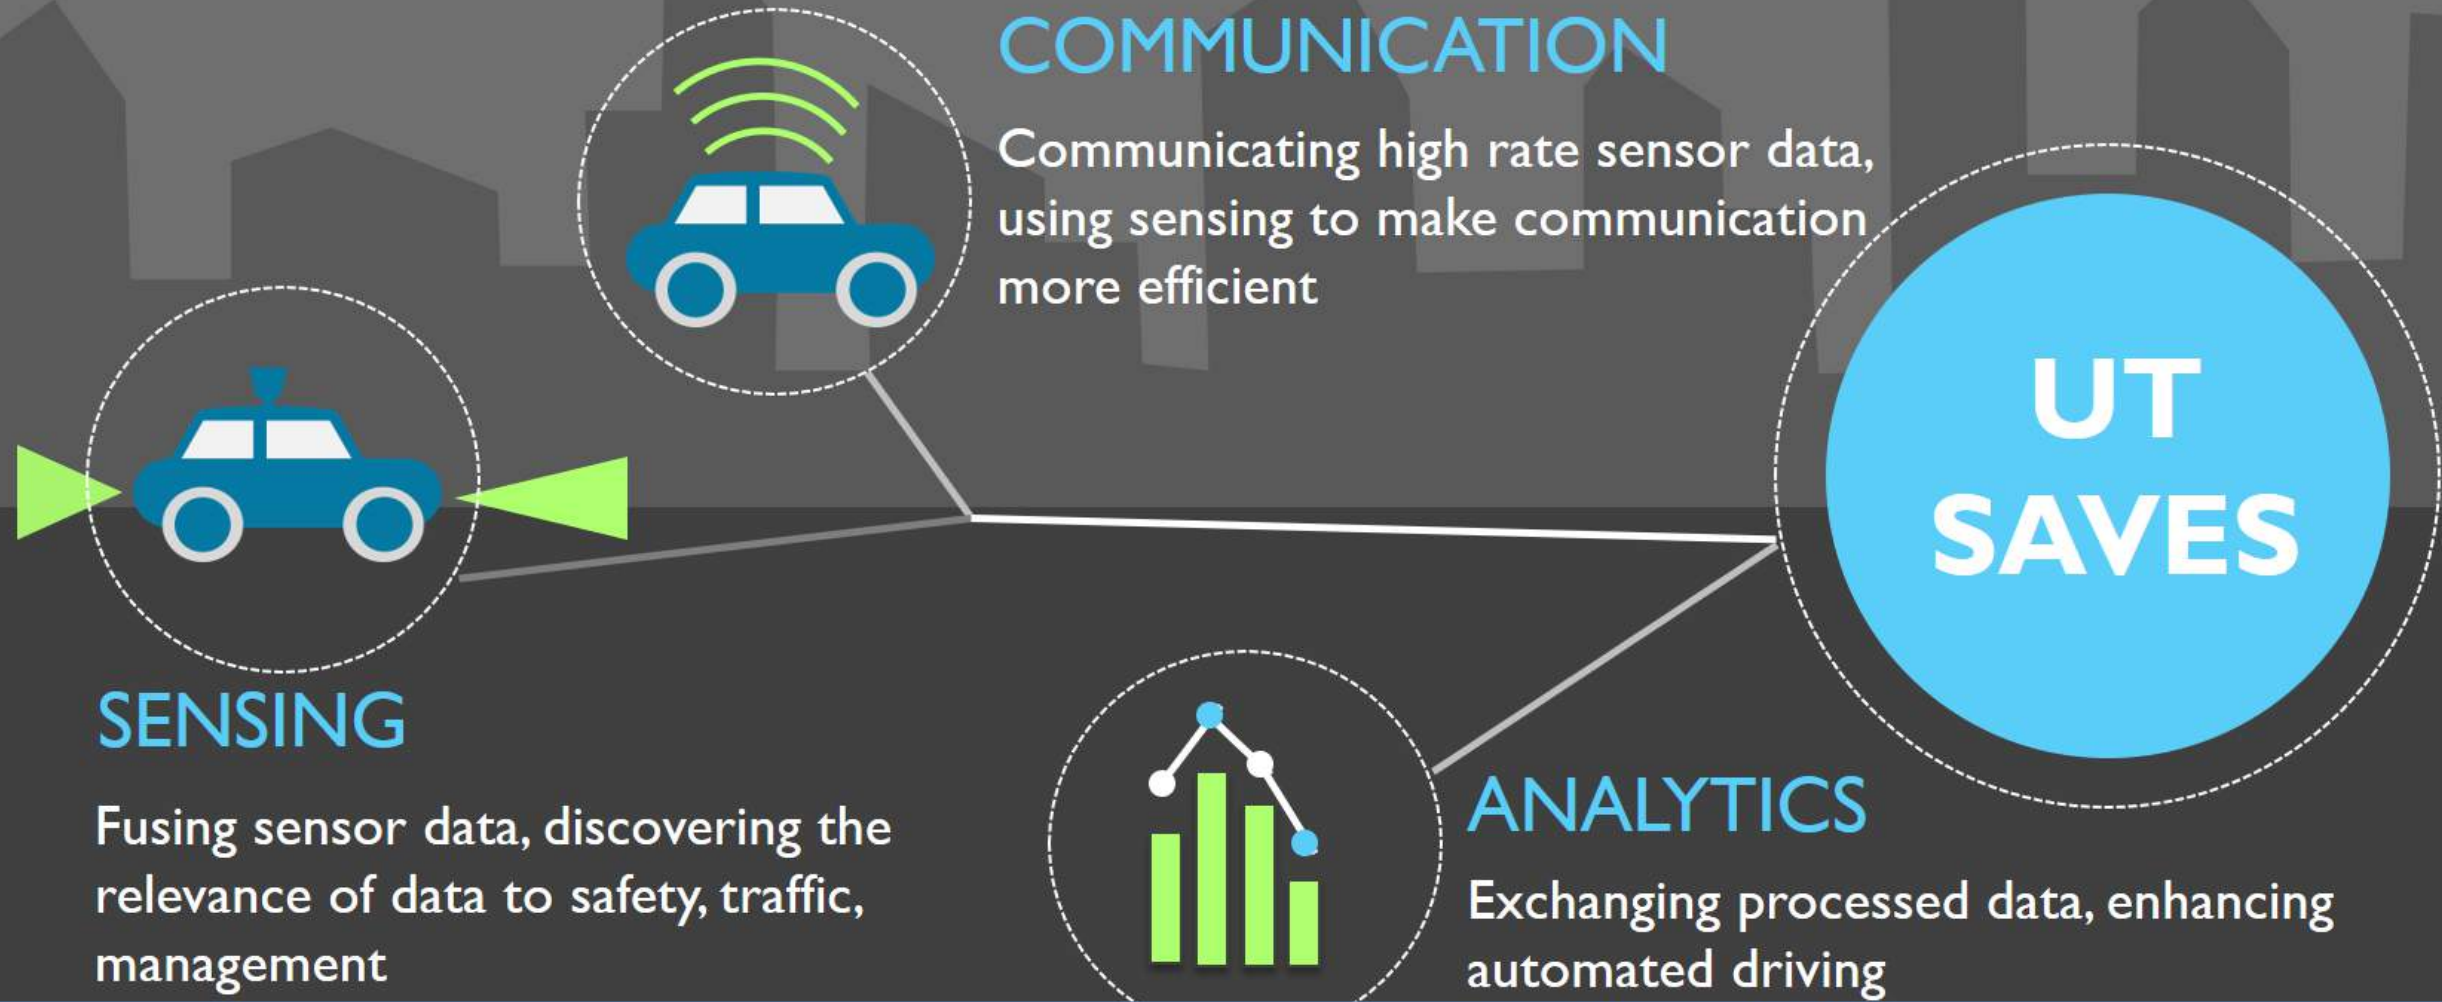 COMMUNICATION
Communicating high rate sensor data,
using sensing to make communication
more efficient
UT
SAVES
SENSING
Fusing sensor data, discovering the
relevance of data to safety, traffic,
management
ANALYTICS
Exchanging processed data, enhancing
automated driving